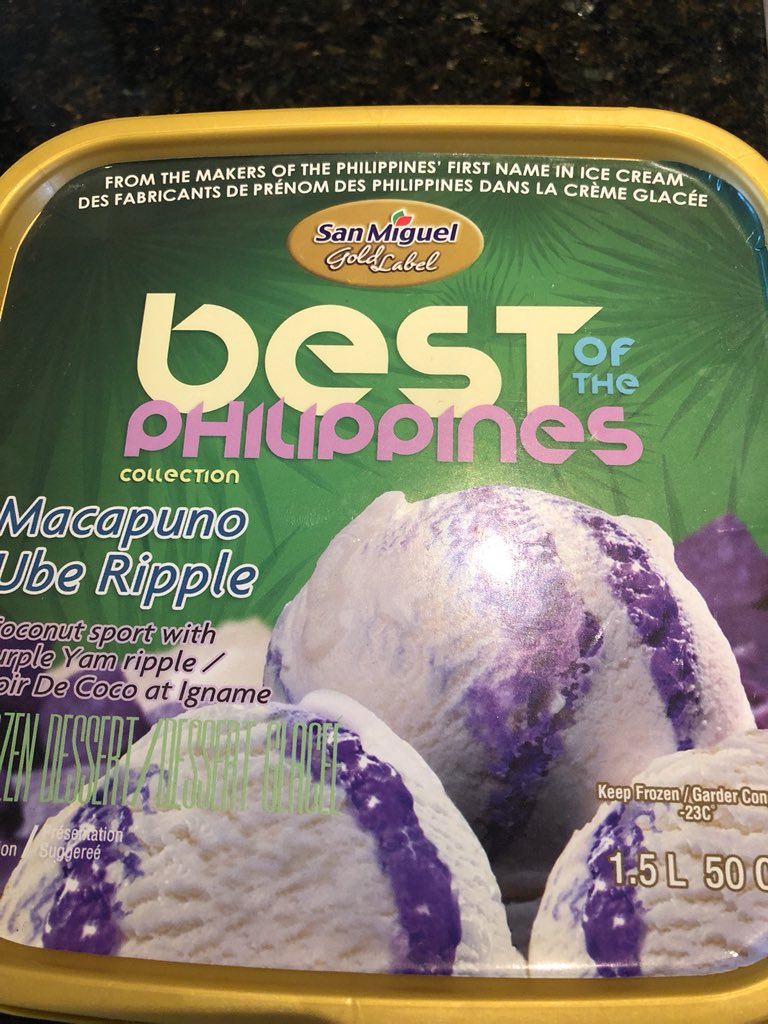 FROM THE MAKERS OF THE PHILIPPINES' FIRST NAME IN ICE CREAM
DES FABRICANTS DE PRÉNOM DES PHILIPPINES DANS LA CRÈME GLACÉE
San Miguel
Gold Label
BEST OF THE
PHILIPPINES
COLLECTION
Macapuno
Ube Ripple
Coconut sport with
urple Yam ripple /
oir De Coco at Igname
ZEN DESSERT / DESSERT GLACÉE
Présentation
ion / Suggereé
Keep Frozen / Garder Con
-23C°
1.5 L 50